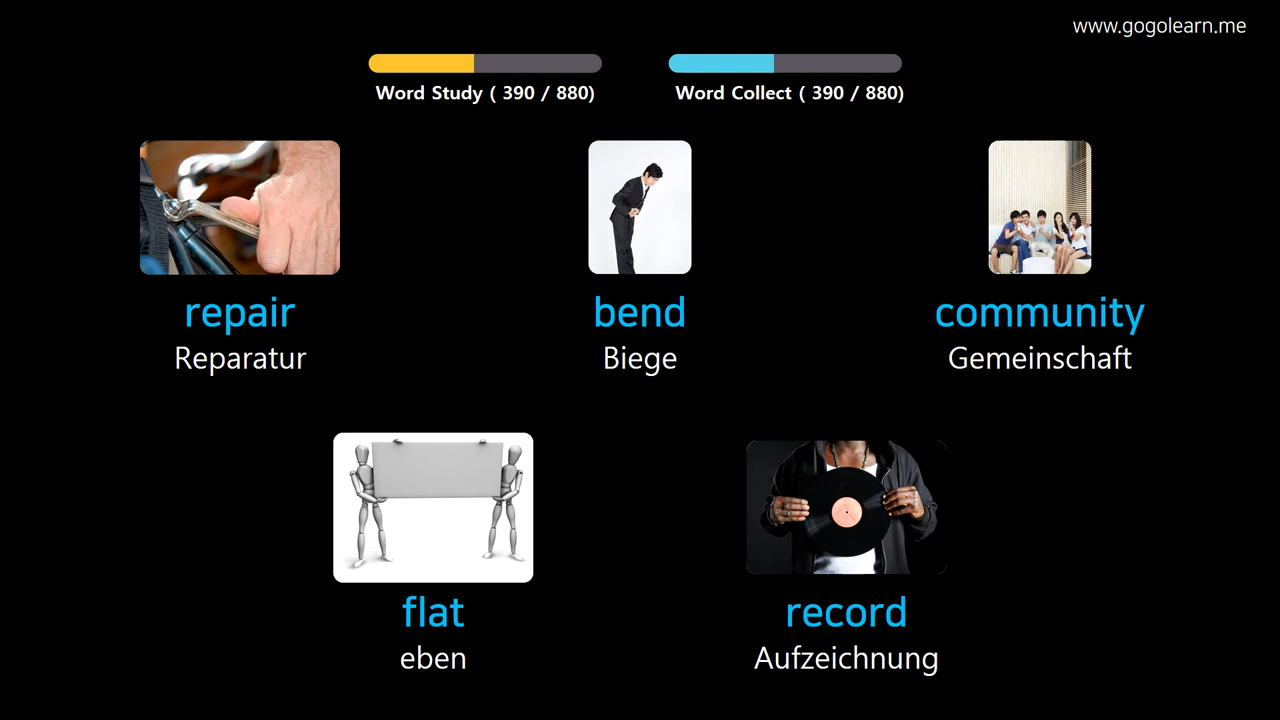 www.gogolearn.me
Word Study ( 390 / 880)
Word Collect ( 390 / 880)
repair
Reparatur
bend
Biege
community
Gemeinschaft
flat
eben
record
Aufzeichnung